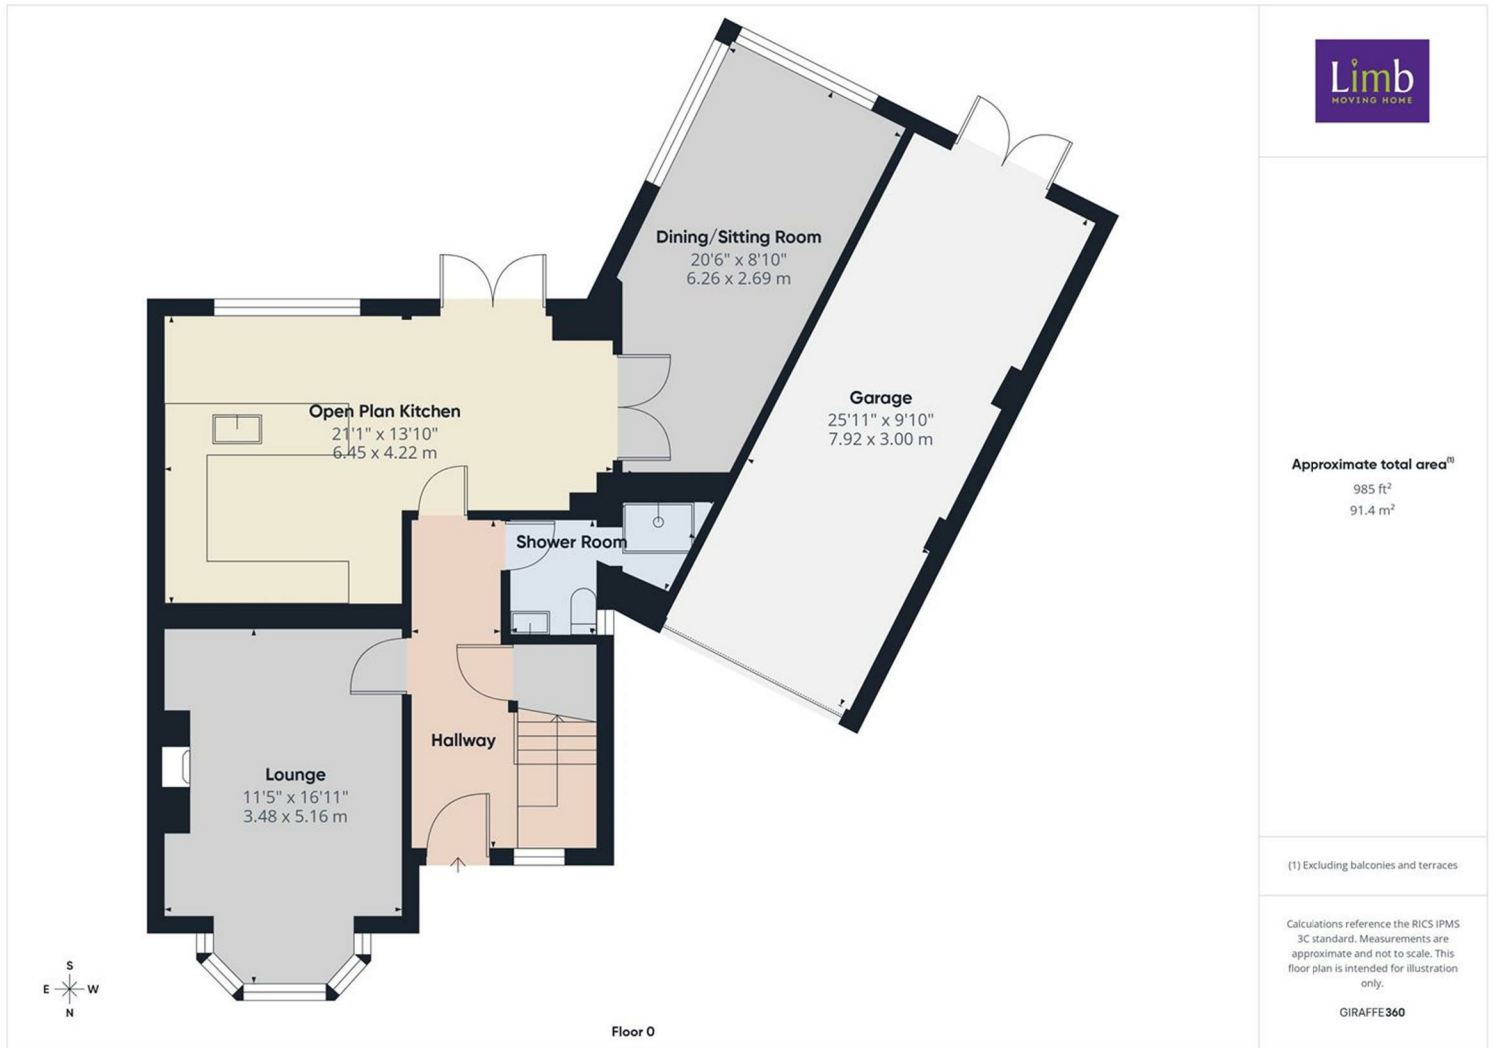 Limb
MOVING HOME
Dining/Sitting Room
20'6" x 8'10"
6.26 x 2.69 m
Garage
25'11" x 9'10"
7.92 x 3.00 m
Open Plan Kitchen
21'1" x 13'10"
6.45 x 4.22 m
Shower Room
Hallway
Lounge
11'5" x 16'11"
3.48 x 5.16 m
S
E W
N
Floor 0
Approximate total area(1)
985 ft²
91.4 m²
(1) Excluding balconies and terraces
Calculations reference the RICS IPMS
3C standard. Measurements are
approximate and not to scale. This
floor plan is intended for illustration
only.
GIRAFFE360